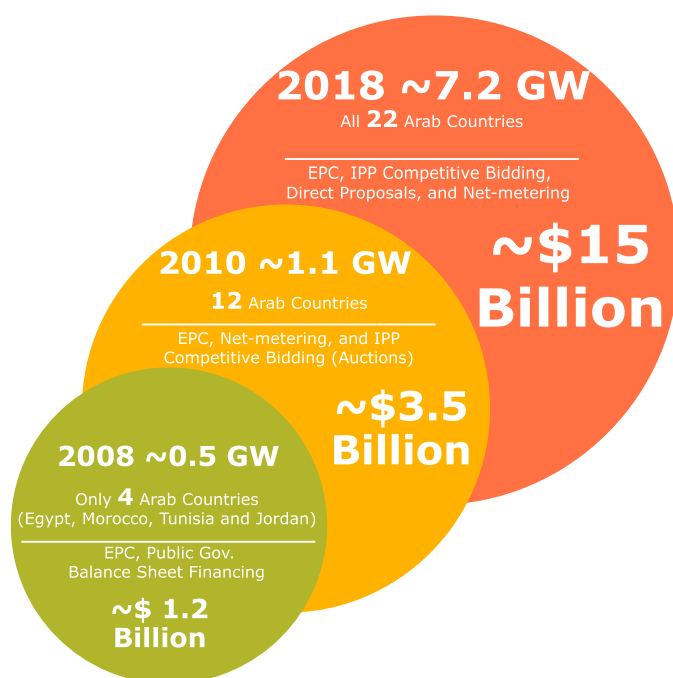 2018 ~7.2 GW
All 22 Arab Countries
EPC, IPP Competitive Bidding,
Direct Proposals, and Net-metering
~$15
Billion
2010 ~1.1 GW
12 Arab Countries
EPC, Net-metering, and IPP
Competitive Bidding (Auctions)
~$3.5
Billion
2008 ~0.5 GW
Only 4 Arab Countries
(Egypt, Morocco, Tunisia and Jordan)
EPC, Public Gov.
Balance Sheet Financing
~$ 1.2
Billion